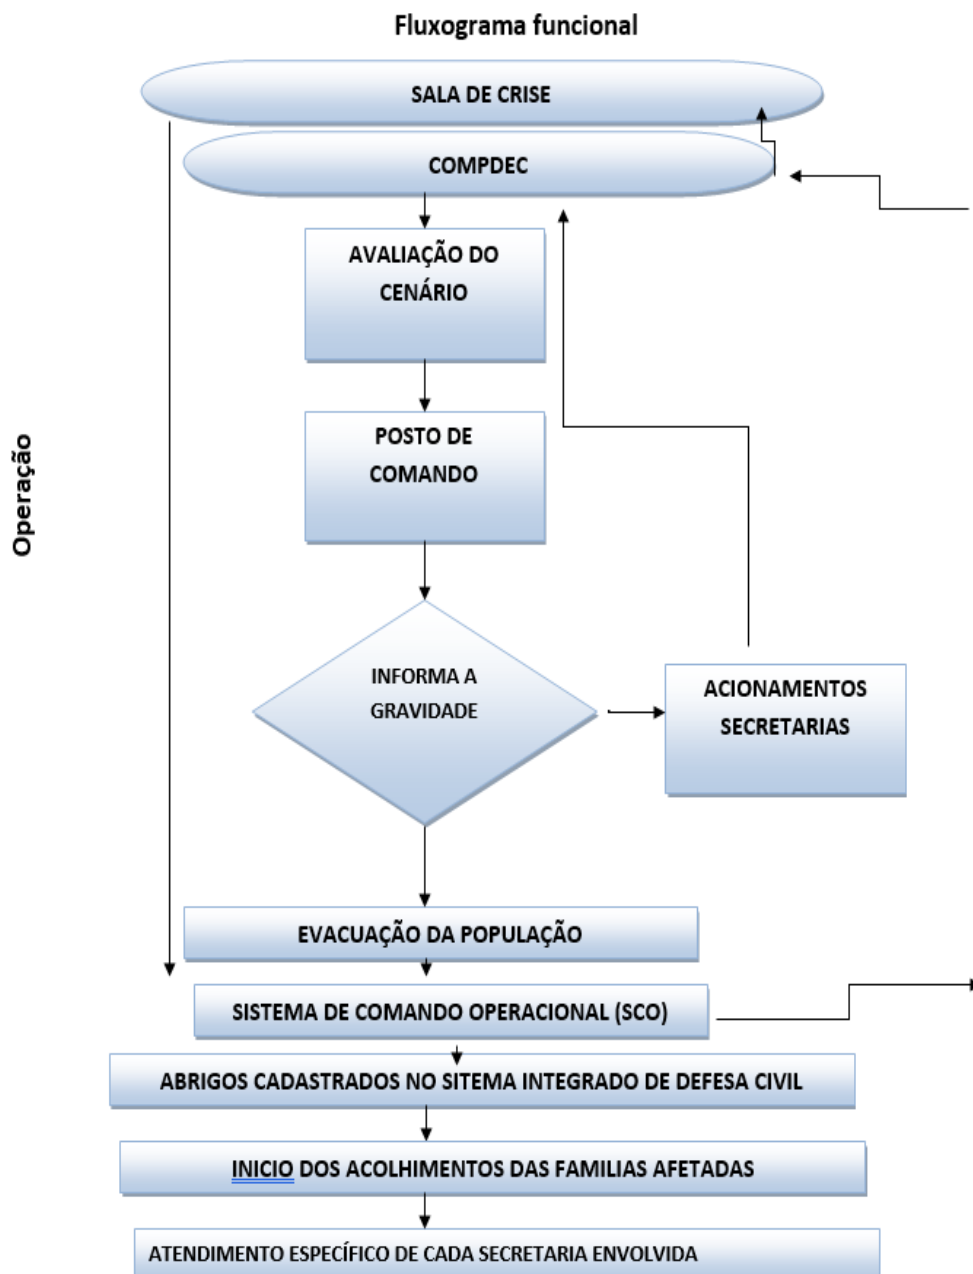 Fluxograma funcional
SALA DE CRISE
COMPDEC
AVALIAÇÃO DO
CENÁRIO
POSTO DE
COMANDO
Operação
INFORMA A
GRAVIDADE
ACIONAMENTOS
SECRETARIAS
EVACUAÇÃO DA POPULAÇÃO
SISTEMA DE COMANDO OPERACIONAL (SCO)
ABRIGOS CADASTRADOS NO SITEMA INTEGRADO DE DEFESA CIVIL
INICIO DOS ACOLHIMENTOS DAS FAMILIAS AFETADAS
ATENDIMENTO ESPECÍFICO DE CADA SECRETARIA ENVOLVIDA